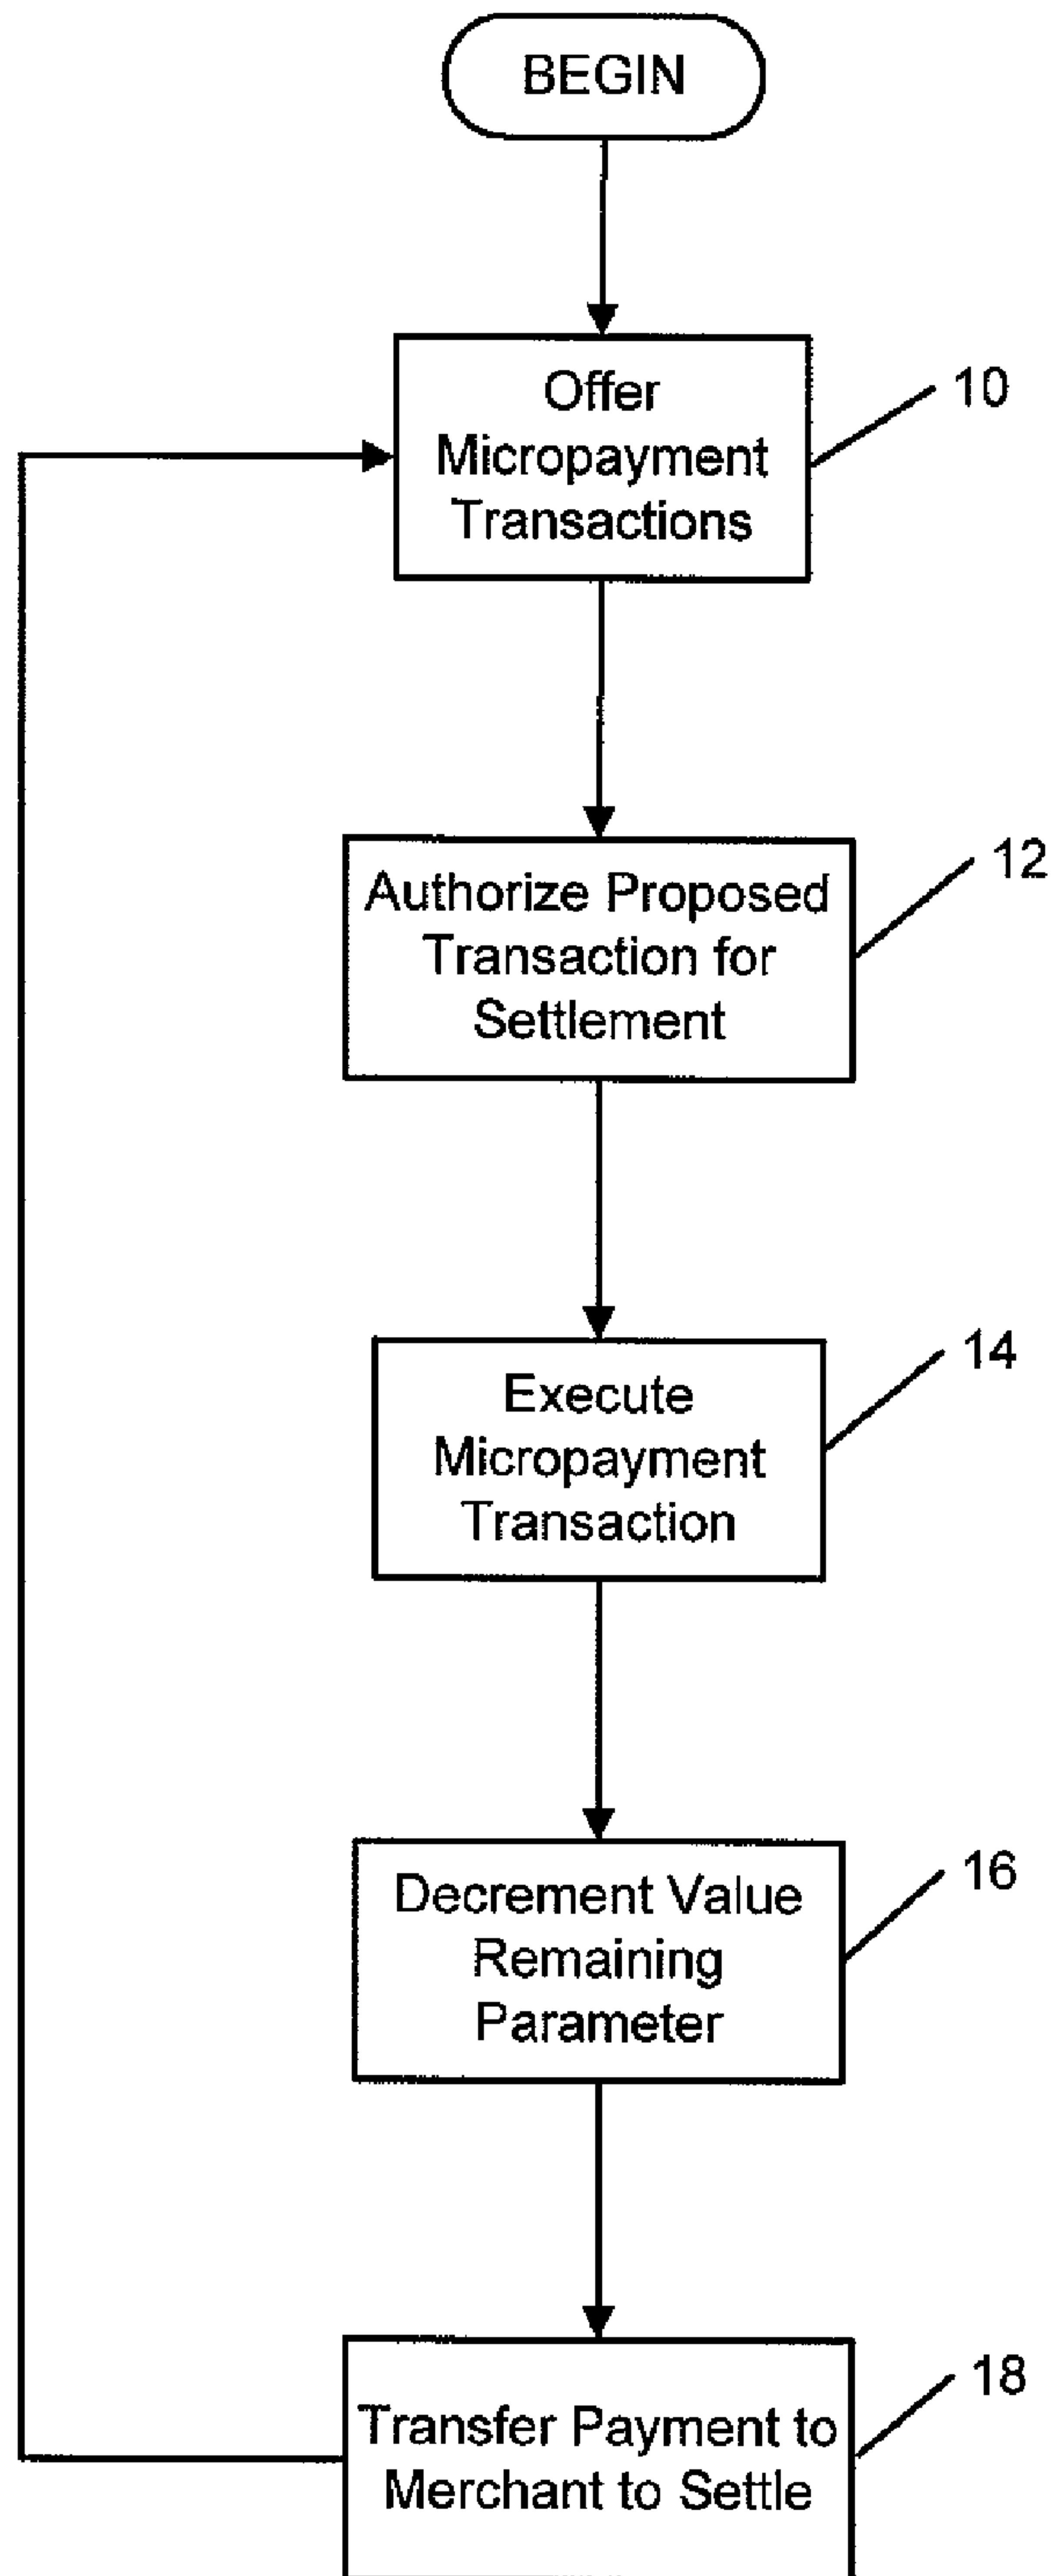 BEGIN
Offer
Micropayment
Transactions
10
Authorize Proposed
Transaction for
Settlement
12
Execute
Micropayment
Transaction
14
Decrement Value
Remaining
Parameter
16
Transfer Payment to
Merchant to Settle
18